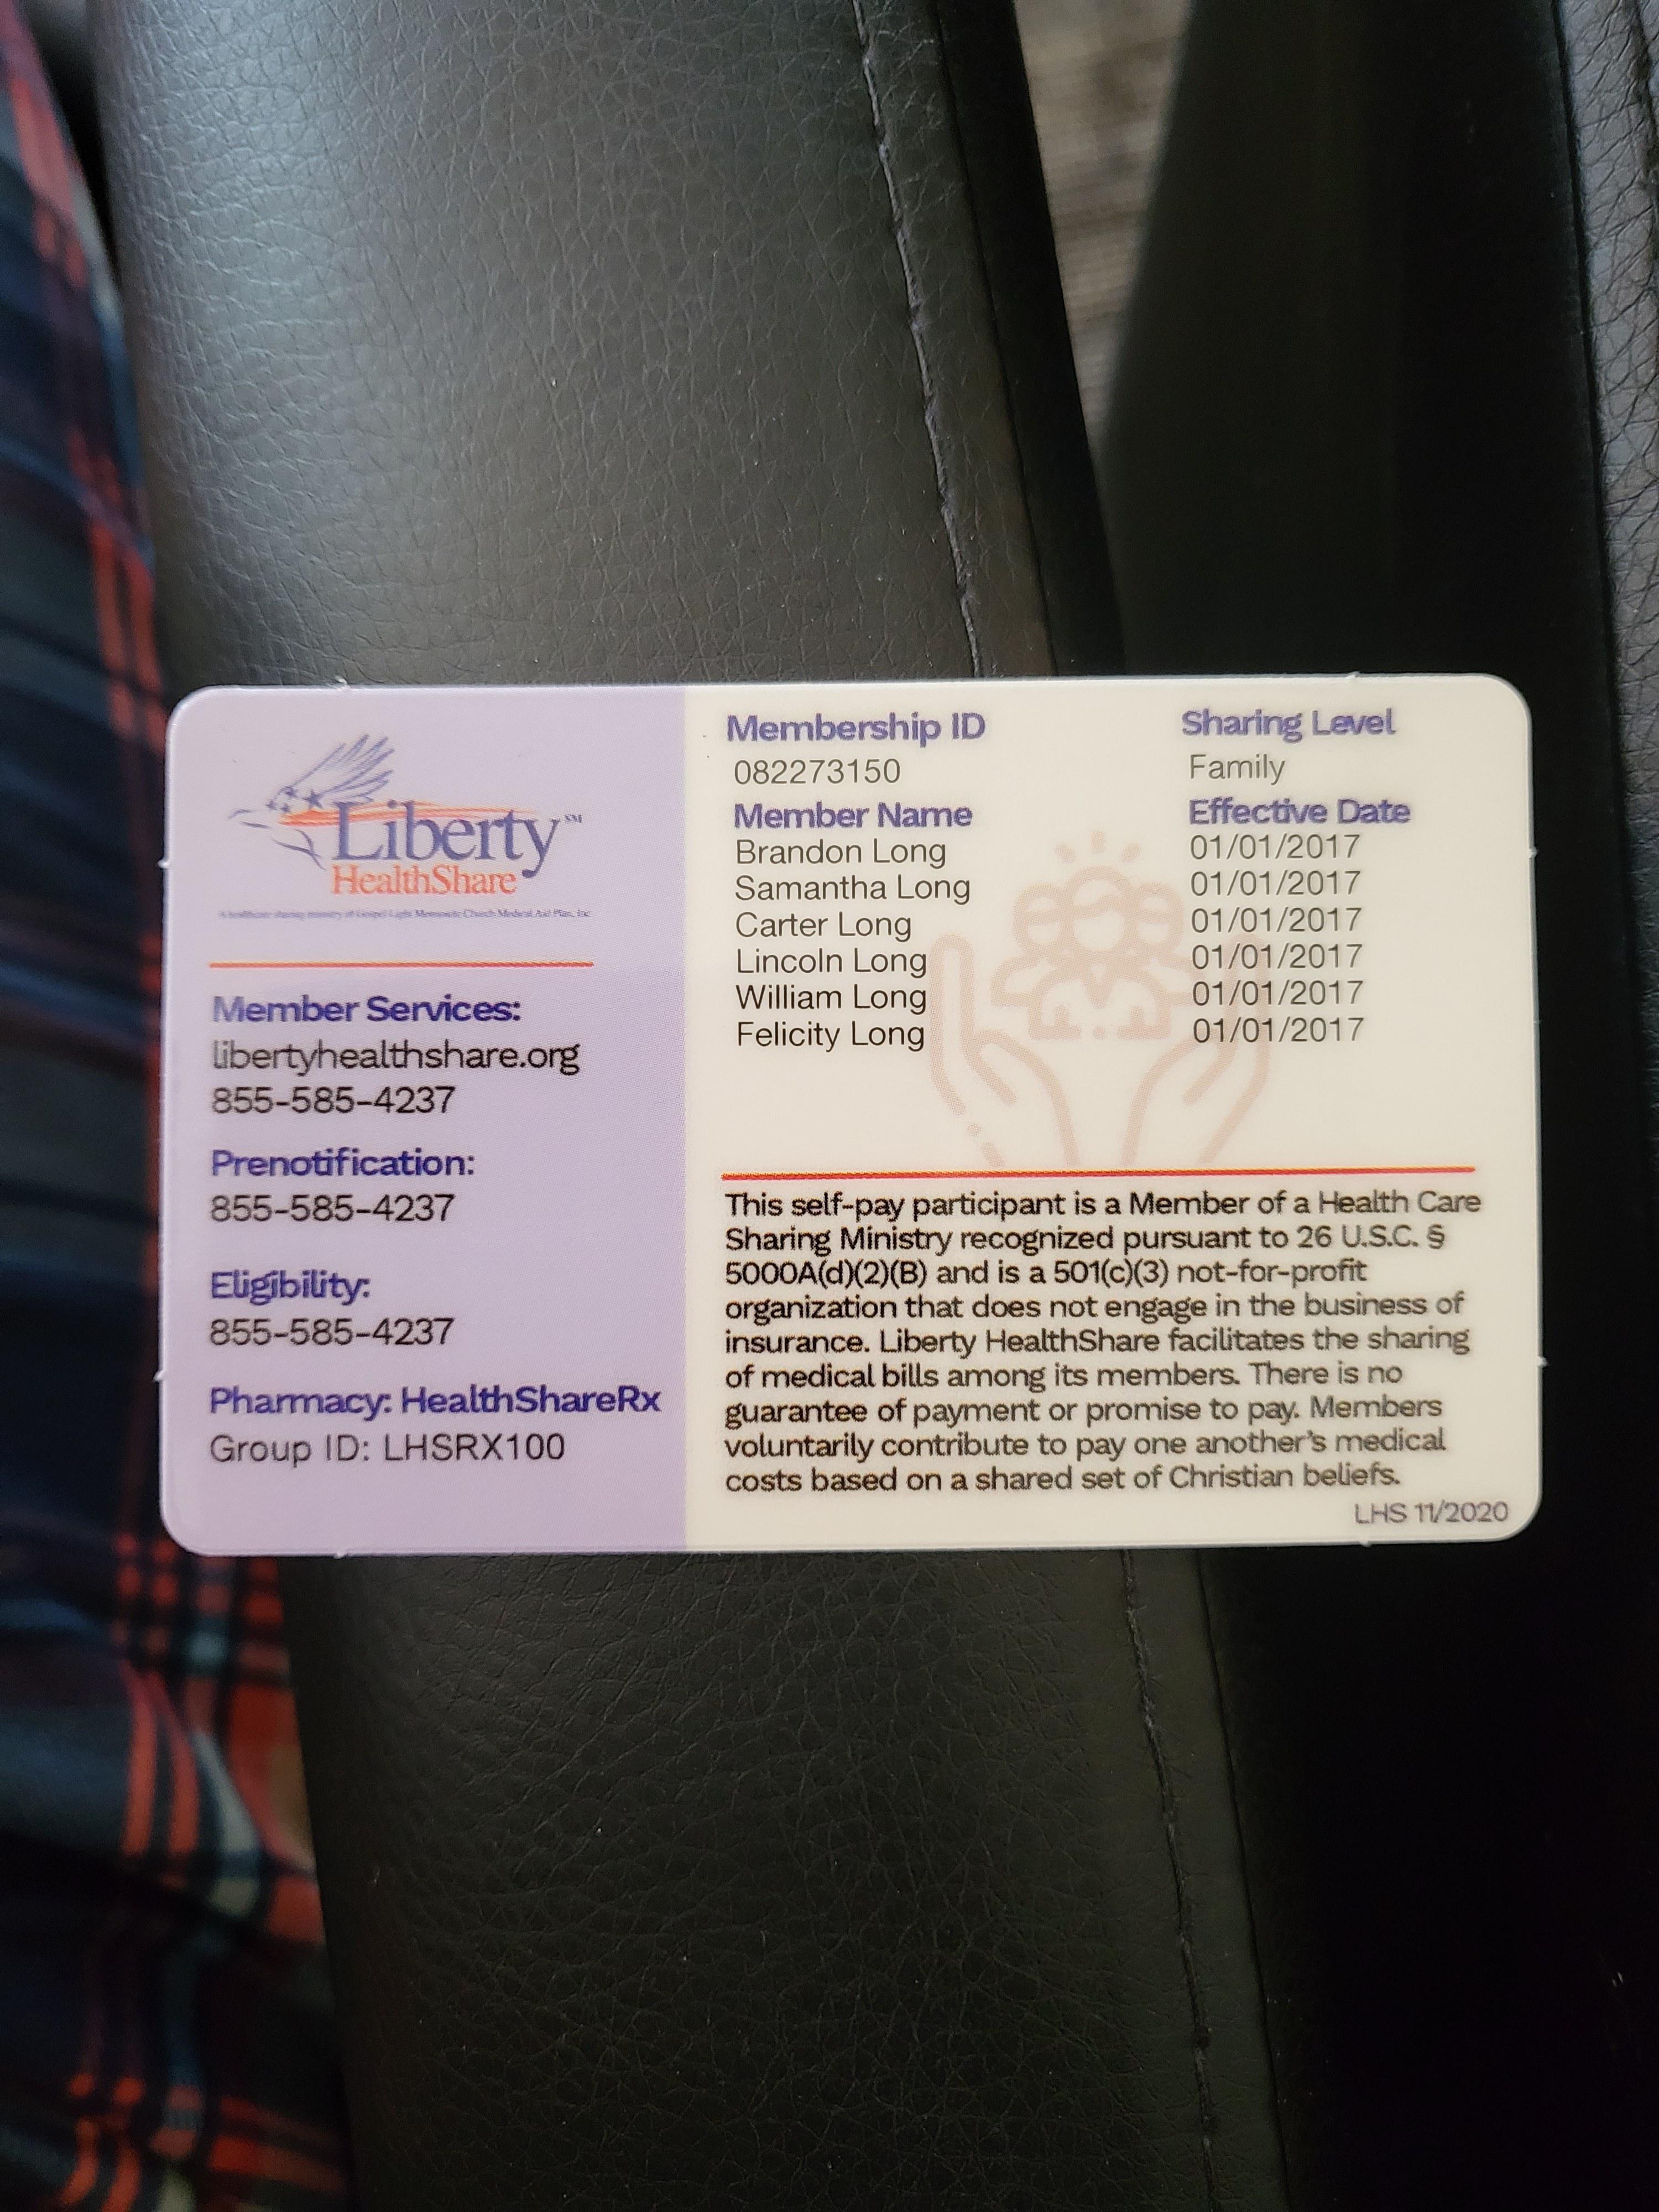 Liberty℠
HealthShare
A healthcare sharing ministry of Gospel Light Mennonite Church Medical Aid Plan, Inc
Member Services:
libertyhealthshare.org
855-585-4237
Prenotification:
855-585-4237
Eligibility:
855-585-4237
Pharmacy: HealthShareRx
Group ID: LHSRX100
Membership ID Sharing Level
082273150 Family
Member Name Effective Date
Brandon Long 01/01/2017
Samantha Long 01/01/2017
Carter Long 01/01/2017
Lincoln Long 01/01/2017
William Long 01/01/2017
Felicity Long 01/01/2017
This self-pay participant is a Member of a Health Care
Sharing Ministry recognized pursuant to 26 U.S.C. §
5000A(d)(2)(B) and is a 501(c)(3) not-for-profit
organization that does not engage in the business of
insurance. Liberty HealthShare facilitates the sharing
of medical bills among its members. There is no
guarantee of payment or promise to pay. Members
voluntarily contribute to pay one another's medical
costs based on a shared set of Christian beliefs.
LHS 11/2020